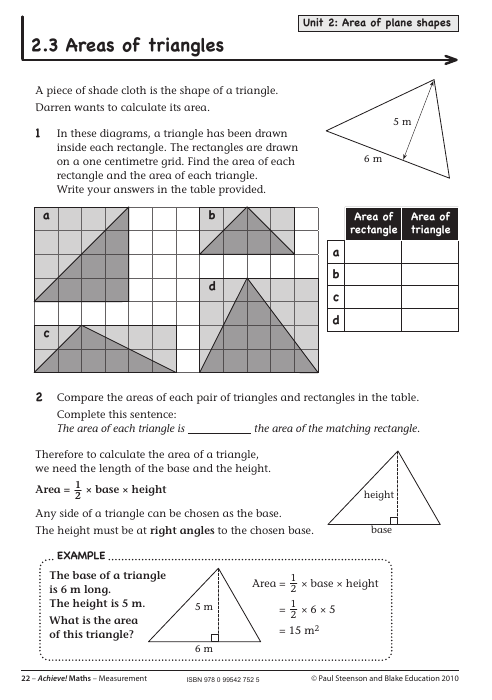 Unit 2: Area of plane shapes
2.3 Areas of triangles
A piece of shade cloth is the shape of a triangle.
Darren wants to calculate its area.
5 m
6 m
1 In these diagrams, a triangle has been drawn
inside each rectangle. The rectangles are drawn
on a one centimetre grid. Find the area of each
rectangle and the area of each triangle.
Write your answers in the table provided.
a
b
c
d
Area of rectangle
Area of triangle
a
b
c
d
2 Compare the areas of each pair of triangles and rectangles in the table.
Complete this sentence:
The area of each triangle is __________ the area of the matching rectangle.
Therefore to calculate the area of a triangle,
we need the length of the base and the height.
Area = 1/2 × base × height
Any side of a triangle can be chosen as the base.
The height must be at right angles to the chosen base.
height
base
EXAMPLE
The base of a triangle
is 6 m long.
The height is 5 m.
What is the area
of this triangle?
5 m
6 m
Area = 1/2 × base × height
= 1/2 × 6 × 5
= 15 m²
22 – Achieve! Maths – Measurement
ISBN 978 0 99542 752 5
© Paul Steenson and Blake Education 2010